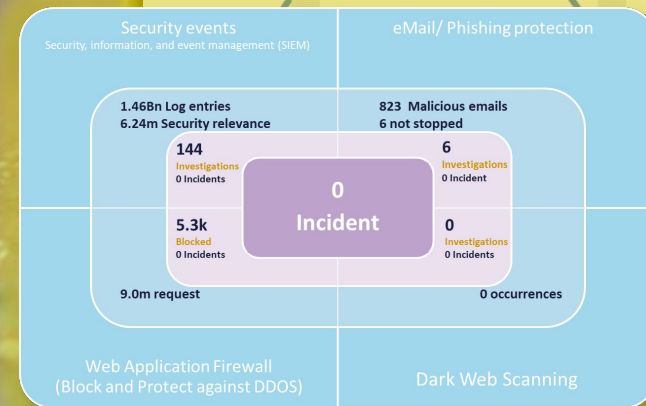 Security events
Security, information, and event management (SIEM)
eMail/ Phishing protection
1.46Bn Log entries
6.24m Security relevance
823 Malicious emails
6 not stopped
144
Investigations
0 Incidents
6
Investigations
0 Incident
0
Incident
5.3k
Blocked
0 Incidents
0
Investigations
0 Incidents
9.0m request
0 occurrences
Web Application Firewall
(Block and Protect against DDOS)
Dark Web Scanning